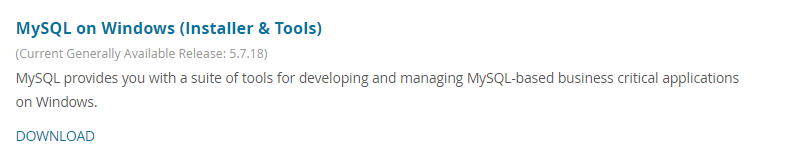 MySQL on Windows (Installer & Tools)
(Current Generally Available Release: 5.7.18)
MySQL provides you with a suite of tools for developing and managing MySQL-based business critical applications
on Windows.
DOWNLOAD